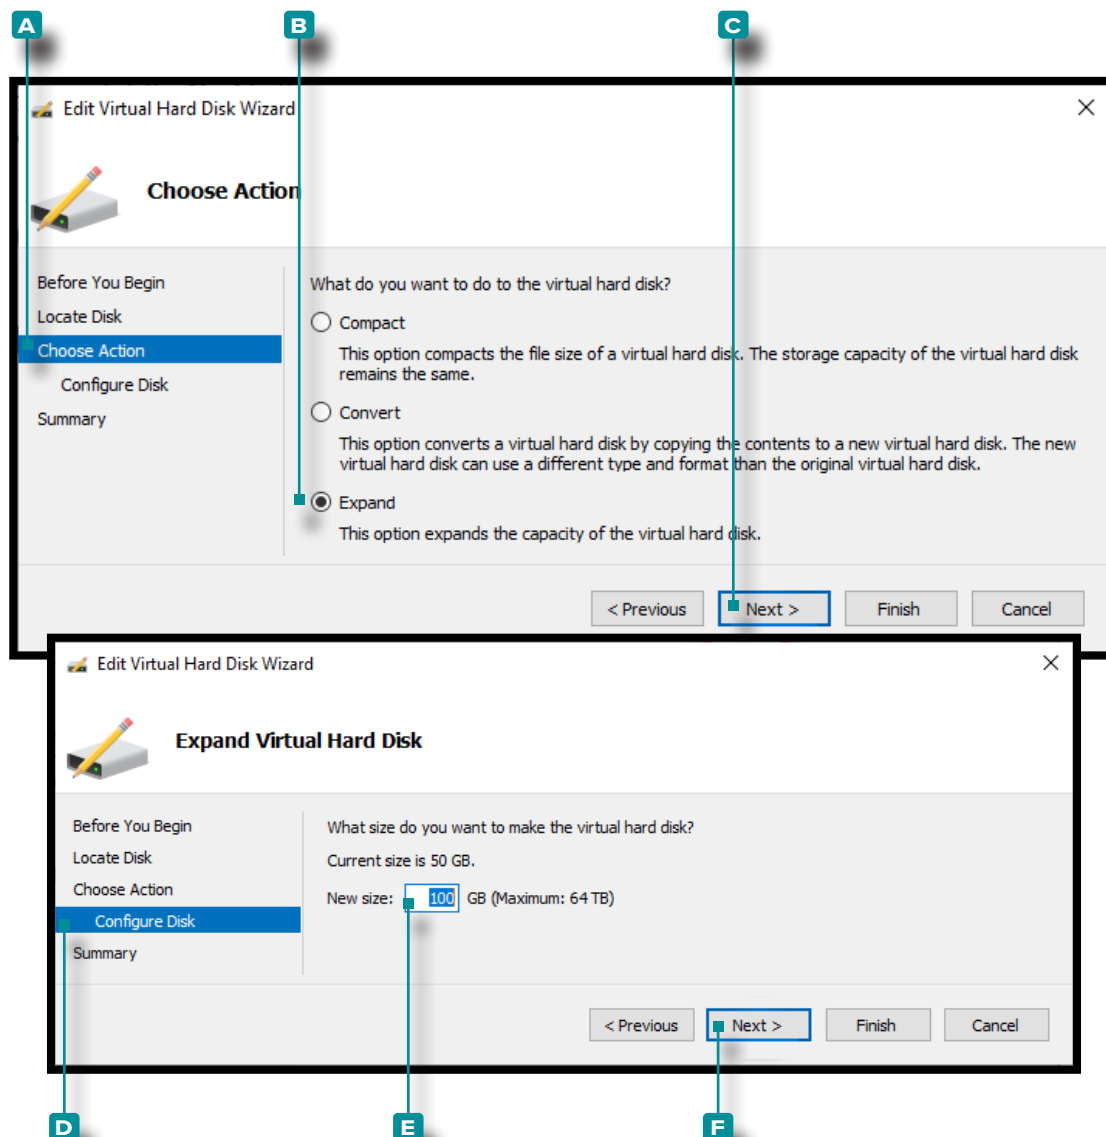 A B C
Edit Virtual Hard Disk Wizard
Choose Action
Before You Begin
Locate Disk
Choose Action
Configure Disk
Summary
What do you want to do to the virtual hard disk?
Compact
This option compacts the file size of a virtual hard disk. The storage capacity of the virtual hard disk
remains the same.
Convert
This option converts a virtual hard disk by copying the contents to a new virtual hard disk. The new
virtual hard disk can use a different type and format than the original virtual hard disk.
Expand
This option expands the capacity of the virtual hard disk.
< Previous Next > Finish Cancel
Edit Virtual Hard Disk Wizard
Expand Virtual Hard Disk
Before You Begin
Locate Disk
Choose Action
Configure Disk
Summary
What size do you want to make the virtual hard disk?
Current size is 50 GB.
New size: 100 GB (Maximum: 64 TB)
< Previous Next > Finish Cancel
D E F